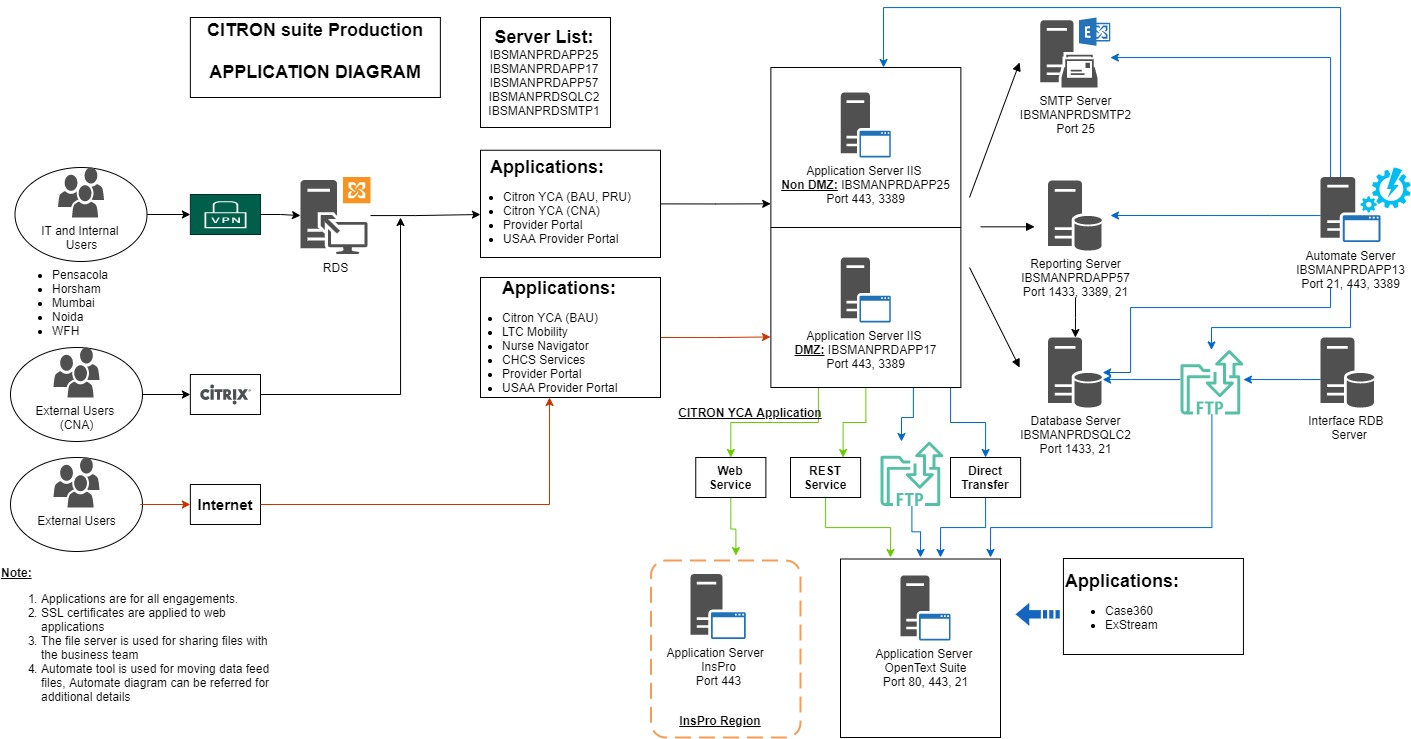 CITRON suite Production
APPLICATION DIAGRAM
Server List:
IBSMANPRDAPP25
IBSMANPRDAPP17
IBSMANPRDAPP57
IBSMANPRDSQLC2
IBSMANPRDSMTP1
IT and Internal
Users
• Pensacola
• Horsham
• Mumbai
• Noida
• WFH
VPN
RDS
External Users
(CNA)
CİTRIX
External Users
Internet
Applications:
• Citron YCA (BAU, PRU)
• Citron YCA (CNA)
• Provider Portal
• USAA Provider Portal
Applications:
• Citron YCA (BAU)
• LTC Mobility
• Nurse Navigator
• CHCS Services
• Provider Portal
• USAA Provider Portal
Application Server IIS
Non DMZ: IBSMANPRDAPP25
Port 443, 3389
Application Server IIS
DMZ: IBSMANPRDAPP17
Port 443, 3389
E
SMTP Server
IBSMANPRDSMTP2
Port 25
Reporting Server
IBSMANPRDAPP57
Port 1433, 3389, 21
Database Server
IBSMANPRDSQLC2
1433, 21
Automate Server
IBSMANPRDAPP13
Port 21, 443, 3389
FTP
Interface RDB
Server
CITRON YCA Application
Web
Service
REST
Service
FTP
Direct
Transfer
Application Server
InsPro
Port 443
InsPro Region
Application Server
OpenText Suite
Port 80, 443, 21
Applications:
• Case360
• ExStream
Note:
1. Applications are for all engagements.
2. SSL certificates are applied to web
applications
3. The file server is used for sharing files with
the business team
4. Automate tool is used for moving data feed
files, Automate diagram can be referred for
additional details